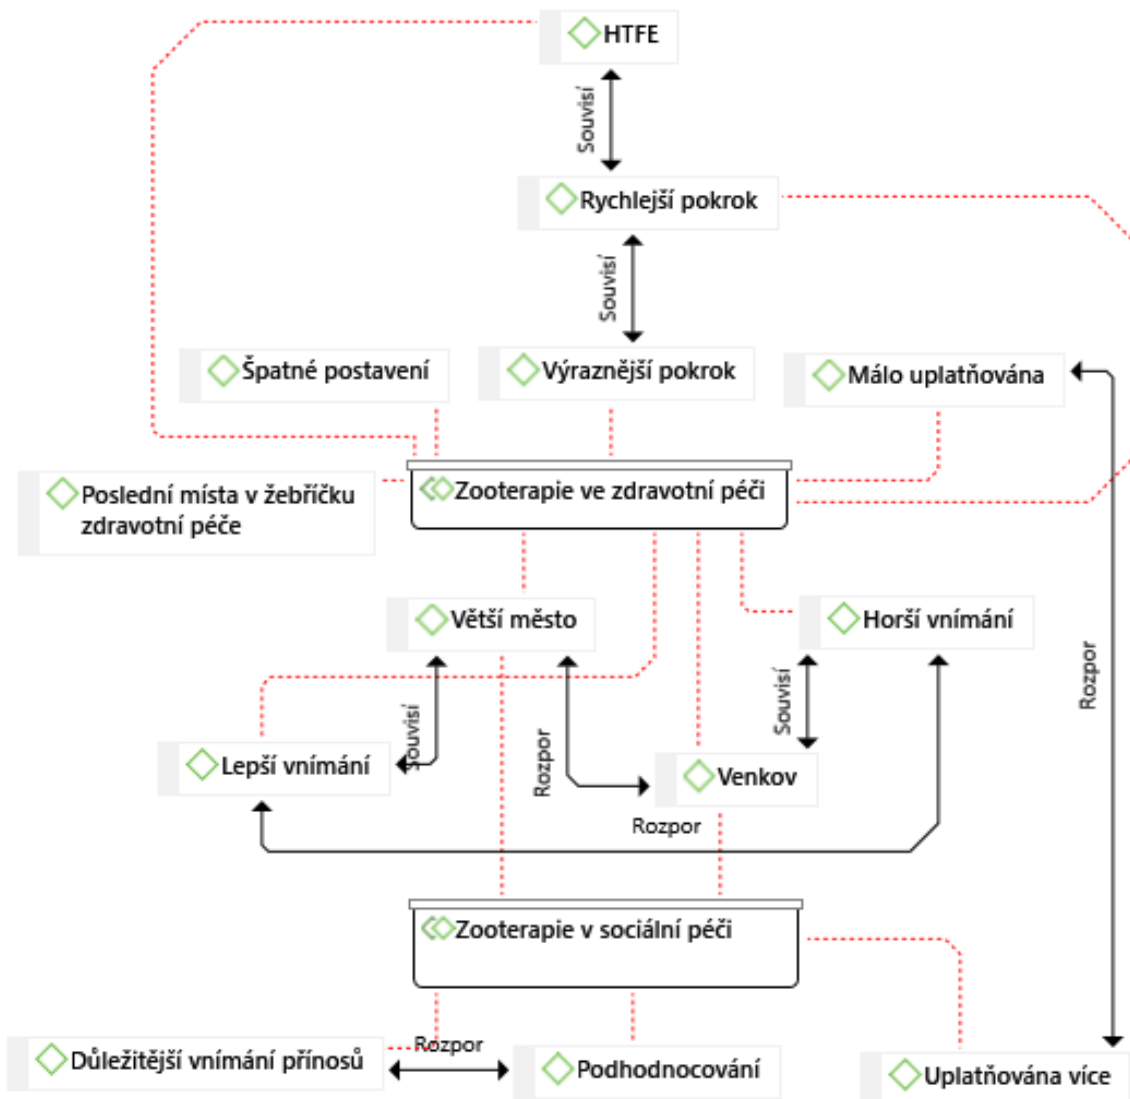 HTFE
Souvisí
Rychlejší pokrok
Souvisí
Špatné postavení
Výraznější pokrok
Málo uplatňována
Poslední místa v žebříčku
zdravotní péče
Zooterapie ve zdravotní péči
Větší město
Horší vnímání
Souvisí
Rozpor
Souvisí
Rozpor
Lepší vnímání
Venkov
Rozpor
Zooterapie v sociální péči
Důležitější vnímání přínosů
Rozpor
Podhodnocování
Uplatňována více